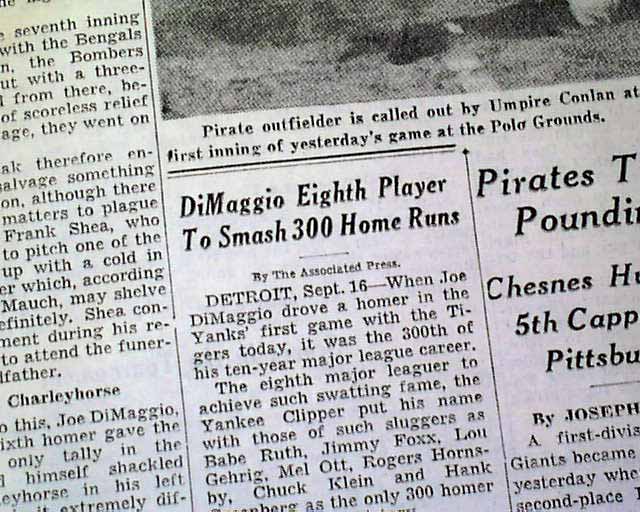 seventh inning
with the Bengals
the Bombers
with a three-
from there, be-
of scoreless relief
they went on
therefore en-
salvage something
although there
matters to plague
Frank Shea, who
to pitch one of the
up with a cold in
which, according
Mauch, may shelve
Shea con-
during his re-
to attend the funer-
Charleyhorse
this, Joe DiMaggio,
homer gave the
only tally in the
himself shackled
in his left
it extremely dif-
Pirate outfielder is called out by Umpire Conlan at
first inning of yesterday's game at the Polo Grounds.
DiMaggio Eighth Player
To Smash 300 Home Runs
By The Associated Press.
DETROIT, Sept. 16—When Joe
DiMaggio drove a homer in the
Yanks' first game with the Ti-
gers today, it was the 300th of
his ten-year major league career.
The eighth major leaguer to
achieve such swatting fame, the
Yankee Clipper put his name
with those of such sluggers as
Babe Ruth, Jimmy Foxx, Lou
Gehrig, Mel Ott, Rogers Horns-
by, Chuck Klein and Hank
as the only 300 homer
Pirates T
Poundin
Chesnes Hu
5th Capp
Pittsbu
By JOSEPH
A first-divis
Giants became
yesterday whe
second-place